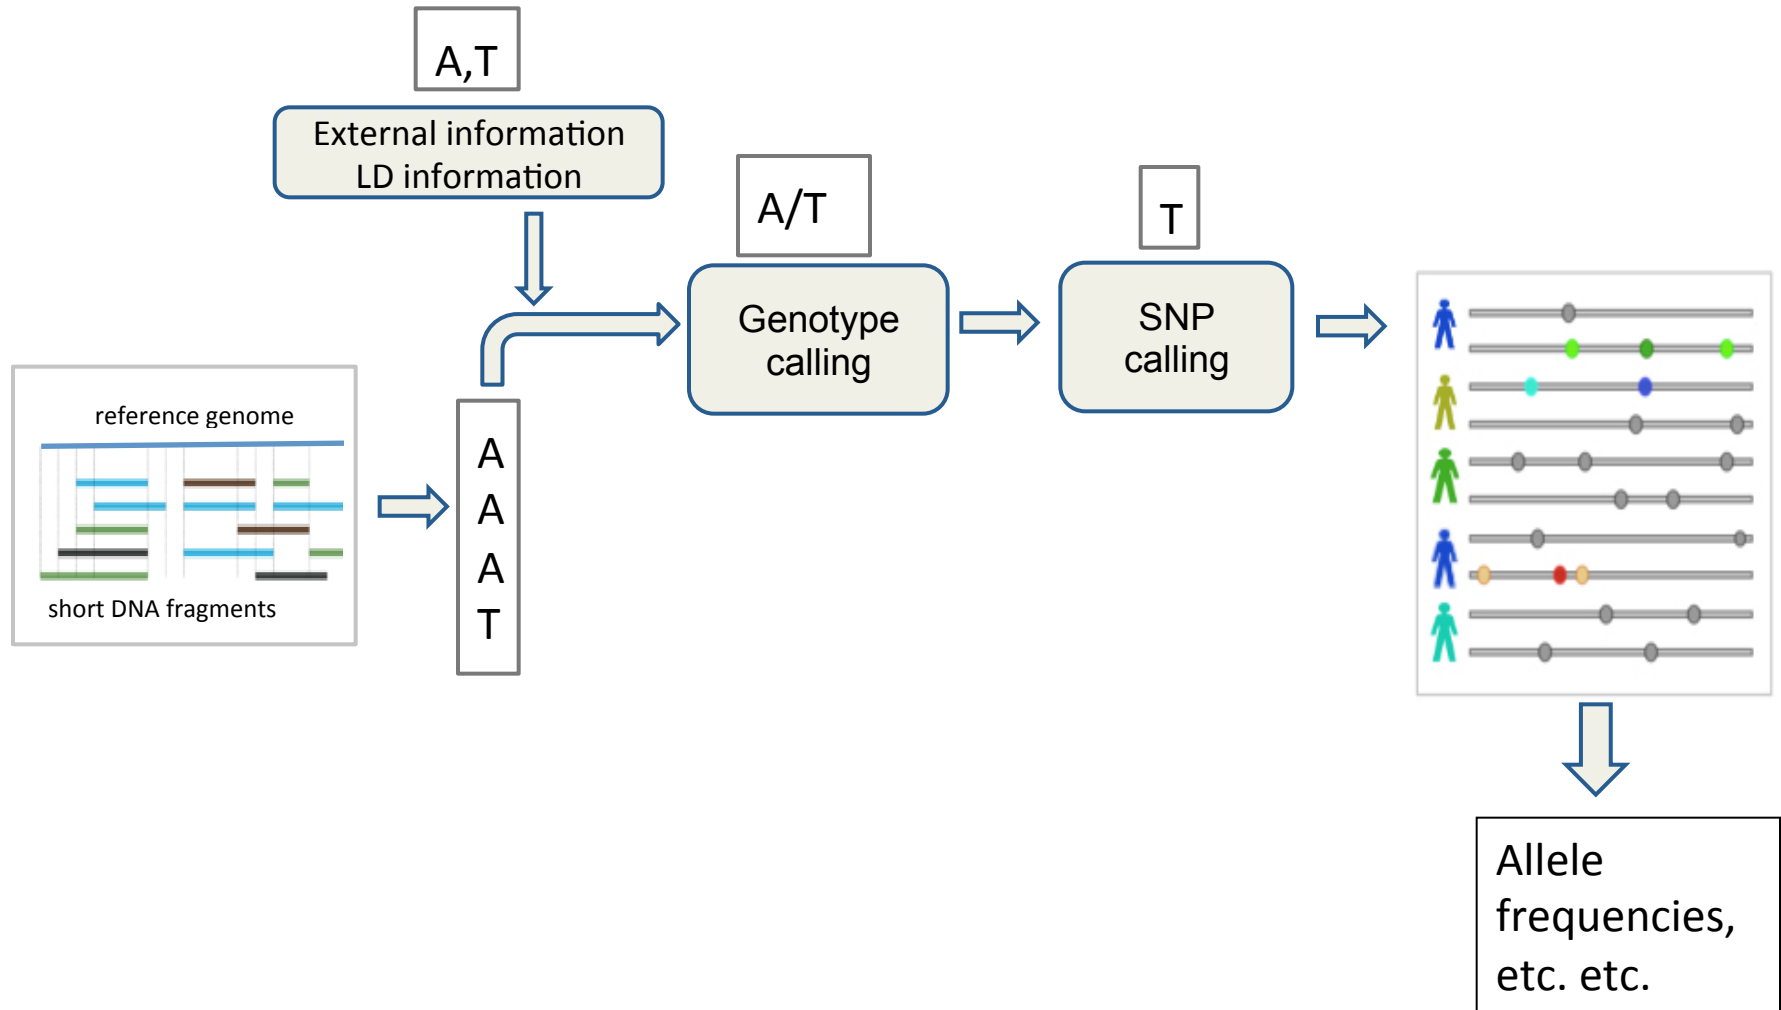 A,T
External information
LD information
A/T
T
Genotype
calling
SNP
calling
reference genome
short DNA fragments
A
A
A
T
Allele
frequencies,
etc. etc.